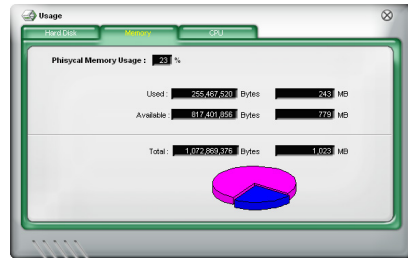 Usage
Hard Disk Memory CPU
Phisycal Memory Usage : 23 %
Used : 255,467,520 Bytes 243 MB
Available : 817,401,856 Bytes 779 MB
Total : 1,072,869,376 Bytes 1,023 MB